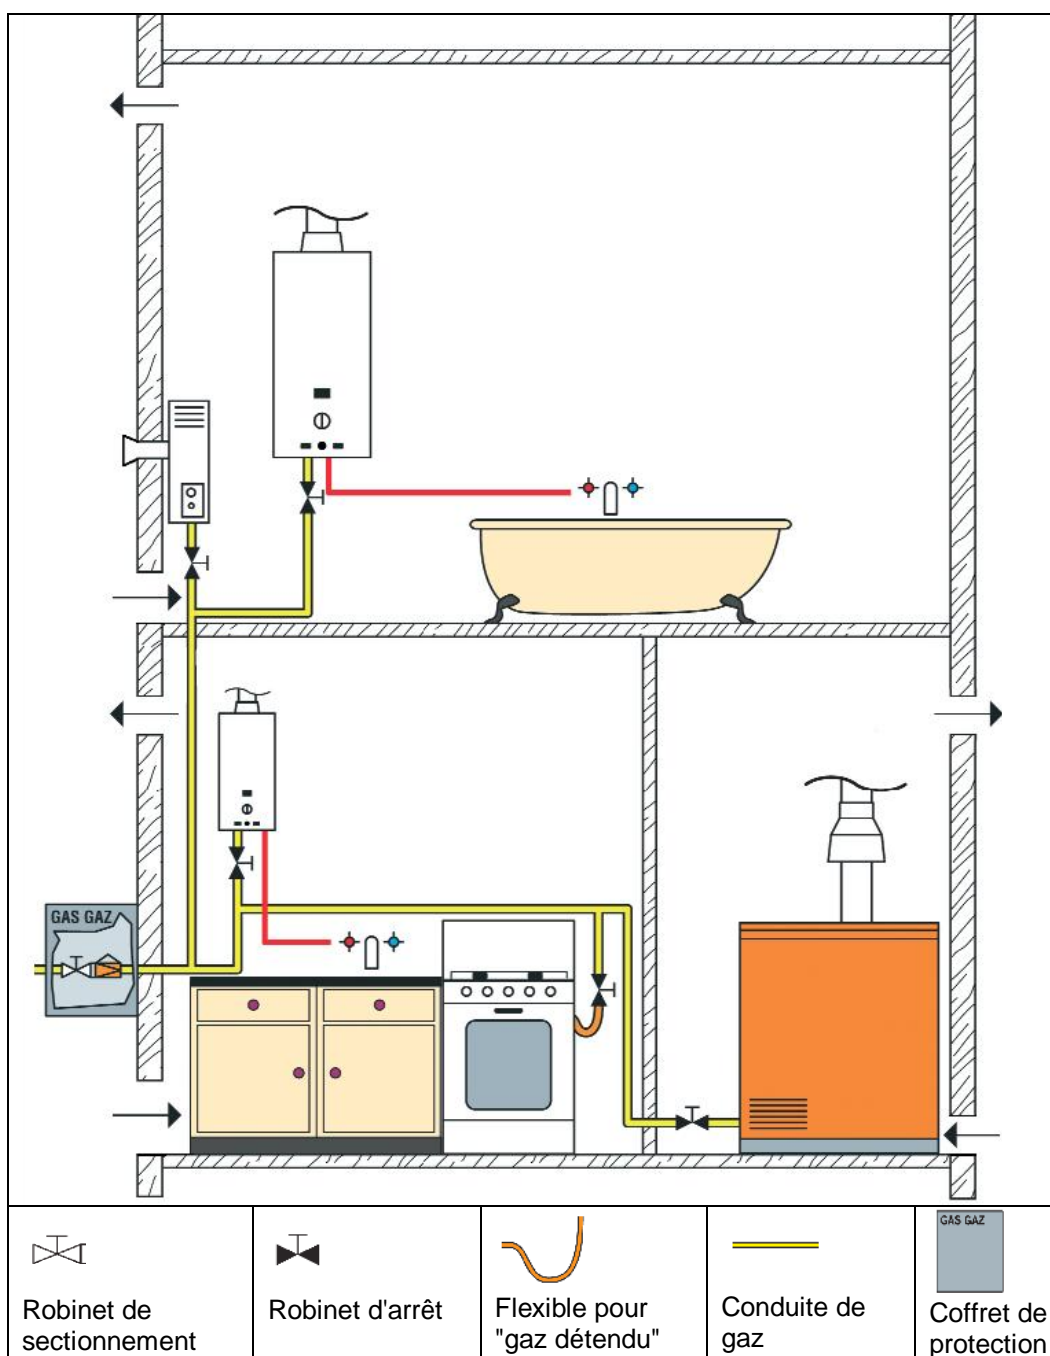 GAS GAZ
GAS GAZ
Robinet de
sectionnement
Robinet d'arrêt
Flexible pour
"gaz détendu"
Conduite de
gaz
Coffret de
protection